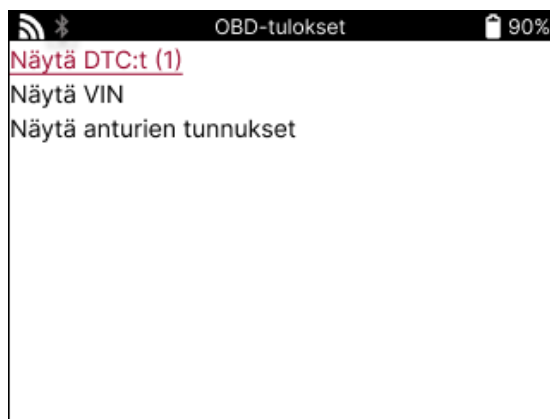 OBD-tulokset 90%
Näytä DTC:t (1)
Näytä VIN
Näytä anturien tunnukset